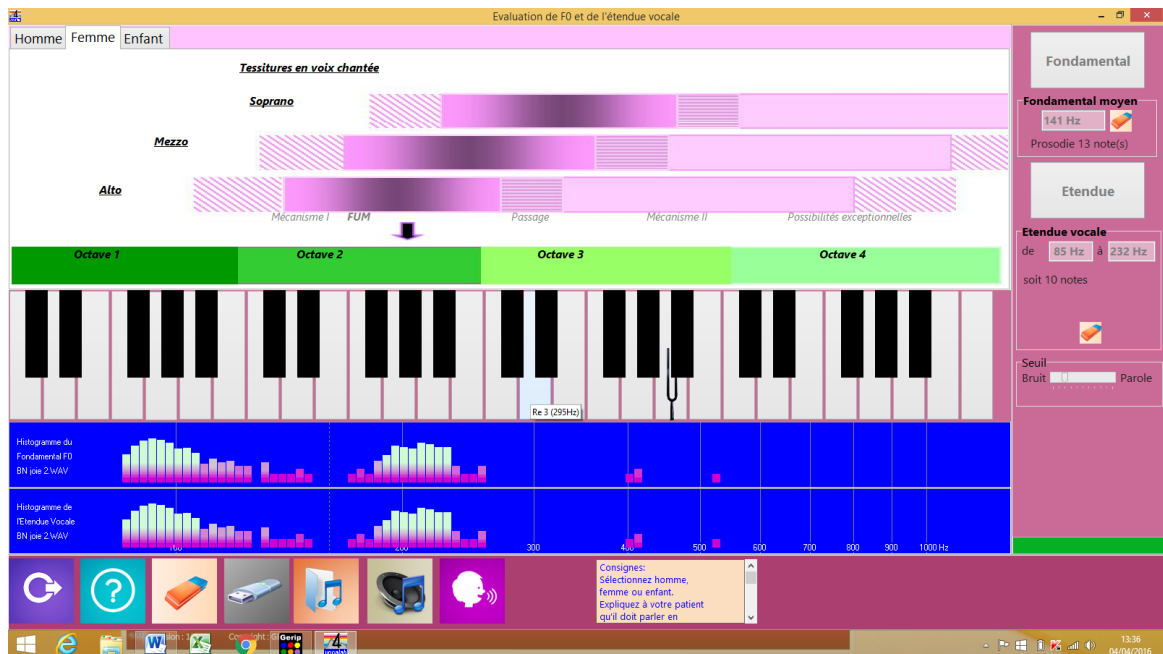 Evaluation de F0 et de l'étendue vocale
Homme Femme Enfant
Tessitures en voix chantée
Soprano
Mezzo
Alto
Mécanisme I FUM Passage Mécanisme II Possibilités exceptionnelles
Octave 1 Octave 2 Octave 3 Octave 4
Re 3 (295Hz)
Histogramme du
Fondamental F0
BN joie 2.WAV
Histogramme de
l'Etendue Vocale
BN joie 2.WAV
100 200 300 400 500 600 700 800 900 1000 Hz
Fondamental
Fondamental moyen
141 Hz
Prosodie 13 note(s)
Etendue
Etendue vocale
de 85 Hz à 232 Hz
soit 10 notes
Seuil
Bruit Parole
Consignes:
Sélectionnez homme,
femme ou enfant.
Expliquez à votre patient
qu'il doit parler en
Gerip
4
vocalab
13:36
04/04/2016